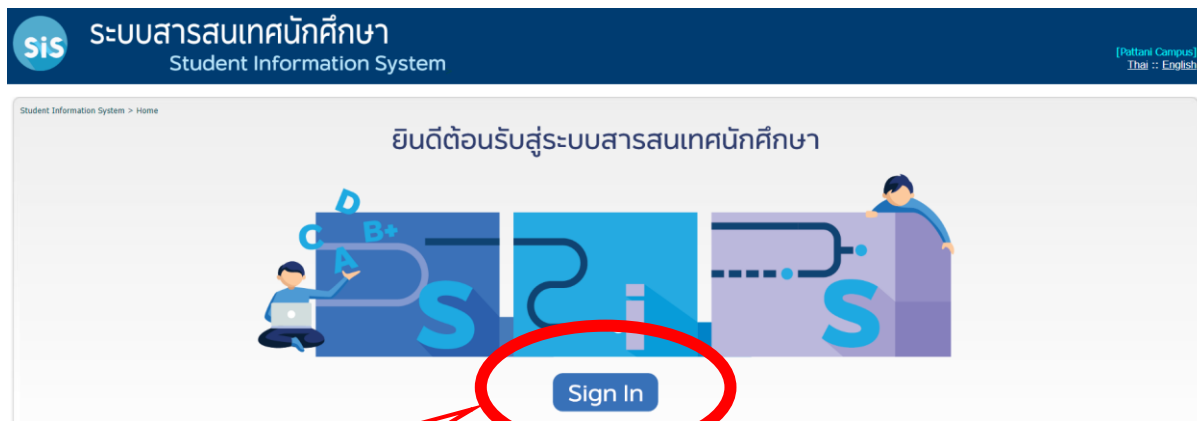 sis
ระบบสารสนเทศนักศึกษา
Student Information System
[Pattani Campus]
Thai :: English
Student Information System > Home
ยินดีต้อนรับสู่ระบบสารสนเทศนักศึกษา
D
C B+
A
S i S
Sign In